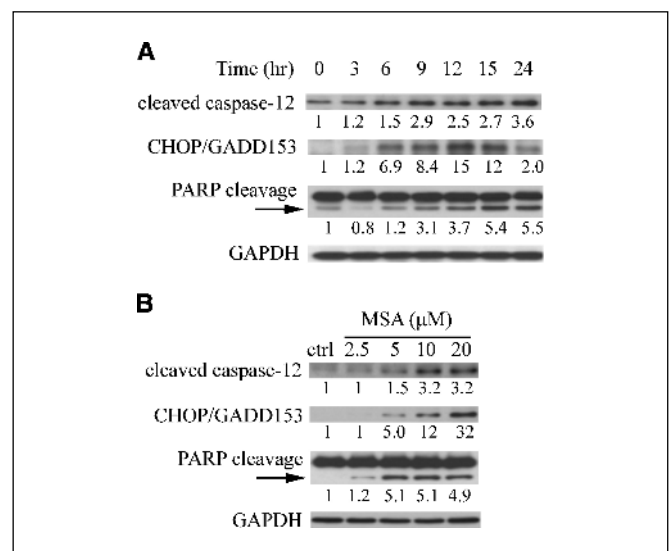 A
Time (hr) 0 3 6 9 12 15 24
cleaved caspase-12
1 1.2 1.5 2.9 2.5 2.7 3.6
CHOP/GADD153
1 1.2 6.9 8.4 15 12 2.0
PARP cleavage
1 0.8 1.2 3.1 3.7 5.4 5.5
GAPDH
B
MSA (μM)
ctrl 2.5 5 10 20
cleaved caspase-12
1 1 1.5 3.2 3.2
CHOP/GADD153
1 1 5.0 12 32
PARP cleavage
1 1.2 5.1 5.1 4.9
GAPDH